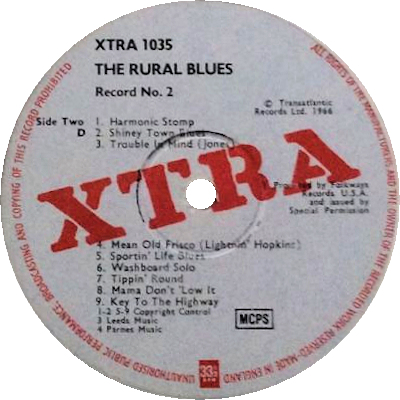 XTRA 1035
THE RURAL BLUES
Record No. 2
Side Two
D
© Transatlantic
Records Ltd. 1966
1. Harmonic Stomp
2. Shiney Town Blues
3. Trouble In Mind (Jones)
XTRA
Produced by Folkways
Records U.S.A.
and issued by
Special Permission
4. Mean Old Frisco (Lightnin' Hopkins)
5. Sportin' Life Blues
6. Washboard Solo
7. Tippin' Round
8. Mama Don't 'Low It
9. Key To The Highway
1-2 5-9 Copyright Control
3 Leeds Music
4 Parnes Music
MCPS
33⅓
RPM
ALL RIGHTS OF THE MANUFACTURERS AND THE OWNER OF THE RECORDED WORK RESERVED-MADE IN ENGLAND
UNAUTHORISED PUBLIC PERFORMANCE, BROADCASTING AND COPYING OF THIS RECORD PROHIBITED